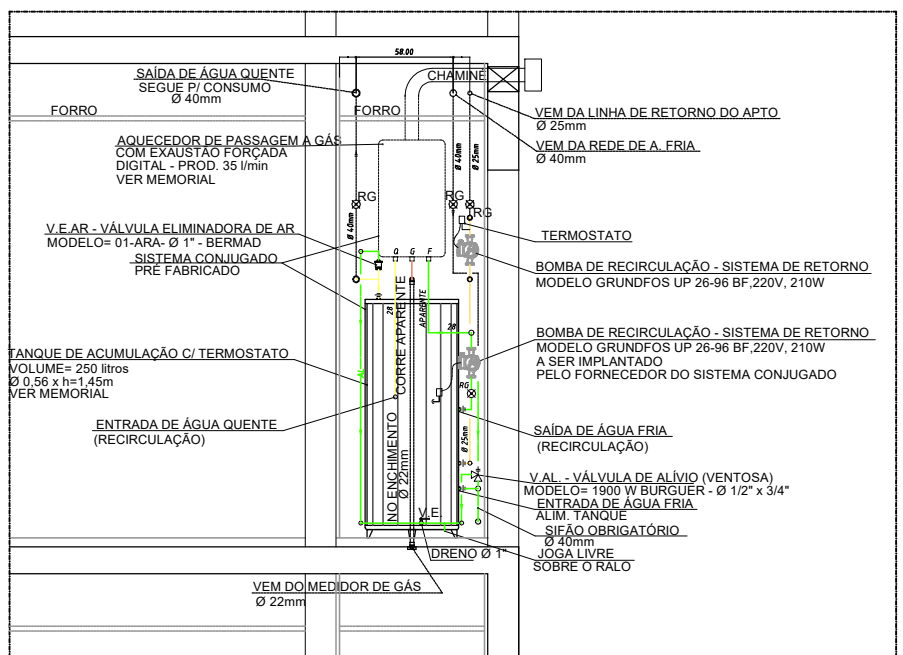 58.00
SAÍDA DE ÁGUA QUENTE
SEGUE P/ CONSUMO
Ø 40mm
CHAMINÉ
FORRO
FORRO
VEM DA LINHA DE RETORNO DO APTO
Ø 25mm
VEM DA REDE DE A. FRIA
Ø 40mm
AQUECEDOR DE PASSAGEM A GÁS
COM EXAUSTÃO FORÇADA
DIGITAL - PROD. 35 l/min
VER MEMORIAL
Ø 40mm
Ø 25mm
RG
RG
RG
Ø 40mm
V.E.AR - VÁLVULA ELIMINADORA DE AR
MODELO= 01-ARA- Ø 1" - BERMAD
SISTEMA CONJUGADO
PRÉ FABRICADO
TERMOSTATO
Q G F
BOMBA DE RECIRCULAÇÃO - SISTEMA DE RETORNO
MODELO GRUNDFOS UP 26-96 BF,220V, 210W
28
CORRE APARENTE
APARENTE
28
BOMBA DE RECIRCULAÇÃO - SISTEMA DE RETORNO
MODELO GRUNDFOS UP 26-96 BF,220V, 210W
A SER IMPLANTADO
PELO FORNECEDOR DO SISTEMA CONJUGADO
TANQUE DE ACUMULAÇÃO C/ TERMOSTATO
VOLUME= 250 litros
Ø 0,56 x h=1,45m
VER MEMORIAL
RG
ENTRADA DE ÁGUA QUENTE
(RECIRCULAÇÃO)
NO ENCHIMENTO
Ø 22mm
Ø 25mm
SAÍDA DE ÁGUA FRIA
(RECIRCULAÇÃO)
V.AL. - VÁLVULA DE ALÍVIO (VENTOSA)
MODELO= 1900 W BURGUER - Ø 1/2" x 3/4"
ENTRADA DE ÁGUA FRIA
ALIM. TANQUE
SIFÃO OBRIGATÓRIO
Ø 40mm
V.E.
DRENO Ø 1"
JOGA LIVRE
SOBRE O RALO
VEM DO MEDIDOR DE GÁS
Ø 22mm